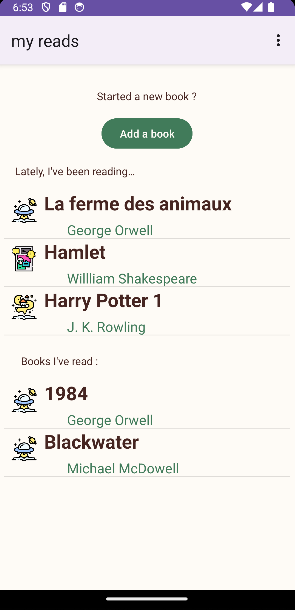 6:53
my reads
Started a new book ?
Add a book
Lately, I've been reading...
La ferme des animaux
George Orwell
Hamlet
Willliam Shakespeare
Harry Potter 1
J. K. Rowling
Books I've read :
1984
George Orwell
Blackwater
Michael McDowell